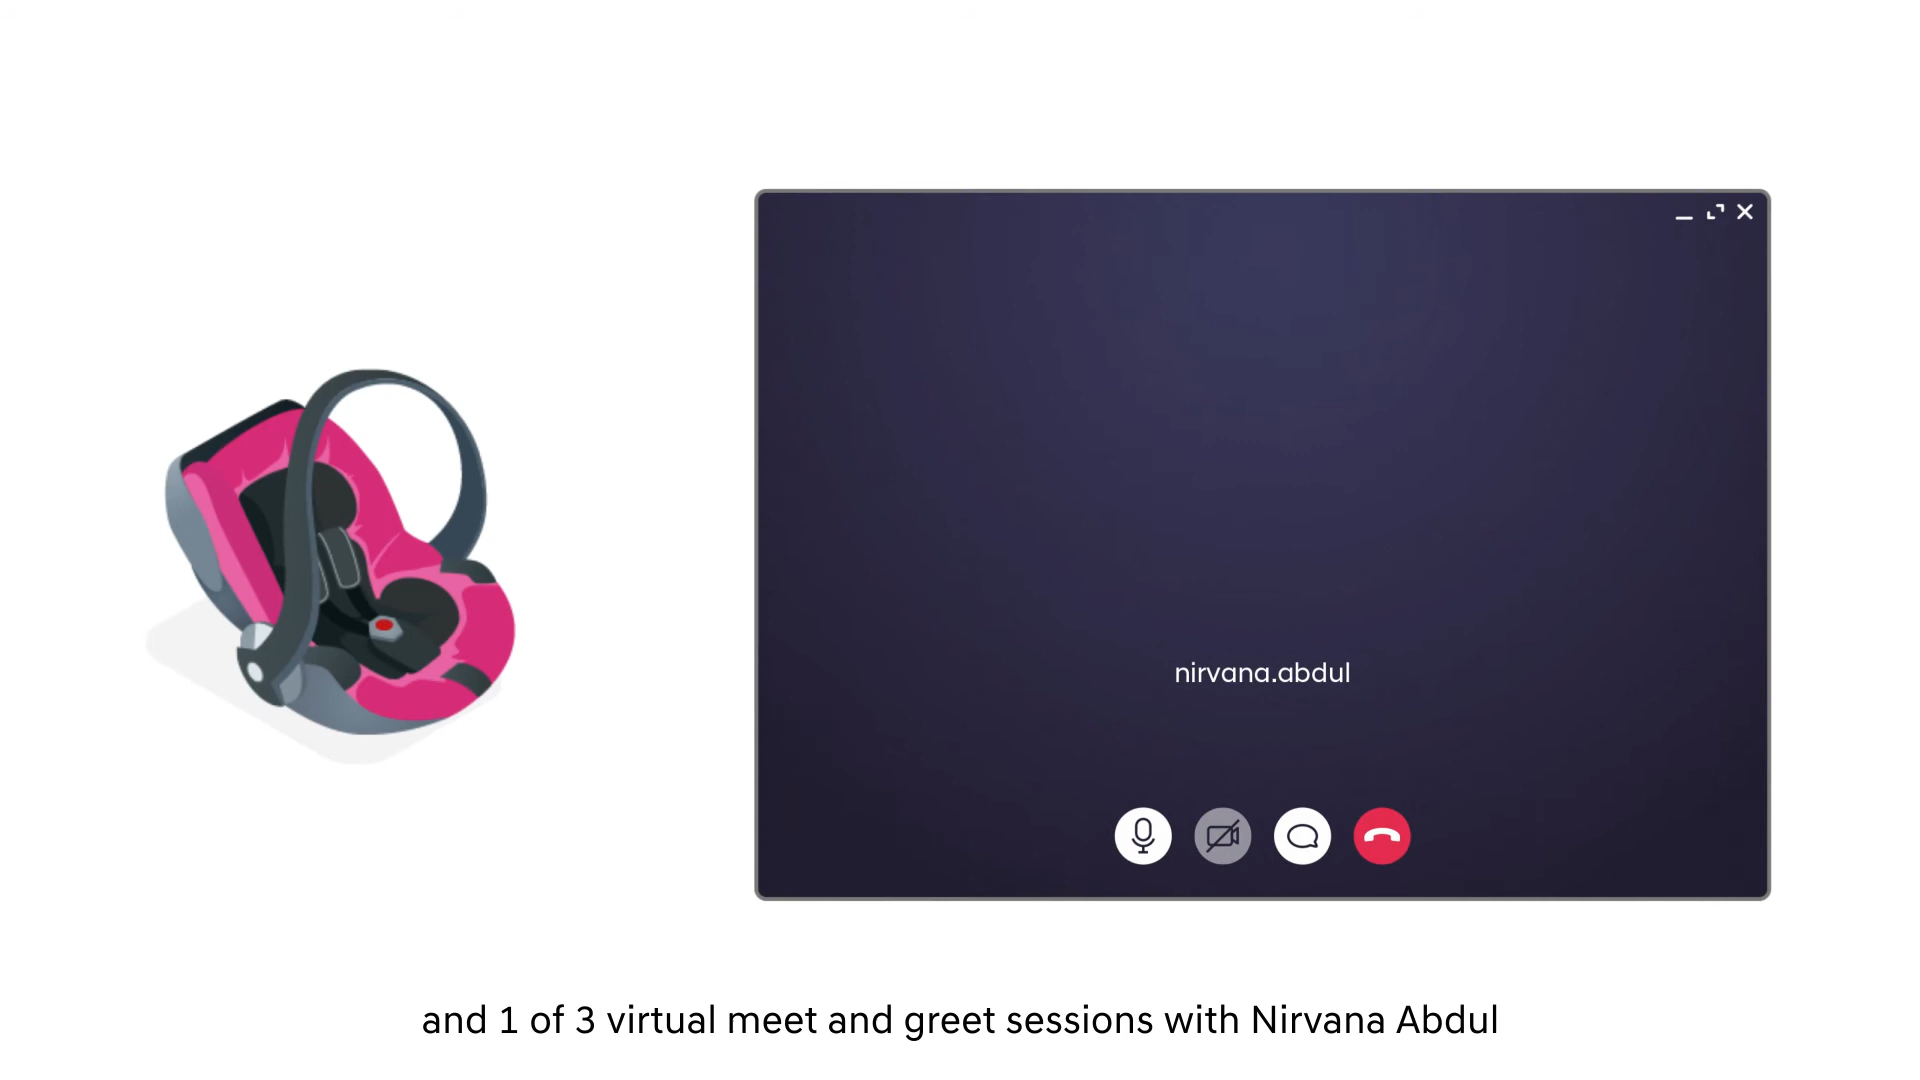 nirvana.abdul
and 1 of 3 virtual meet and greet sessions with Nirvana Abdul